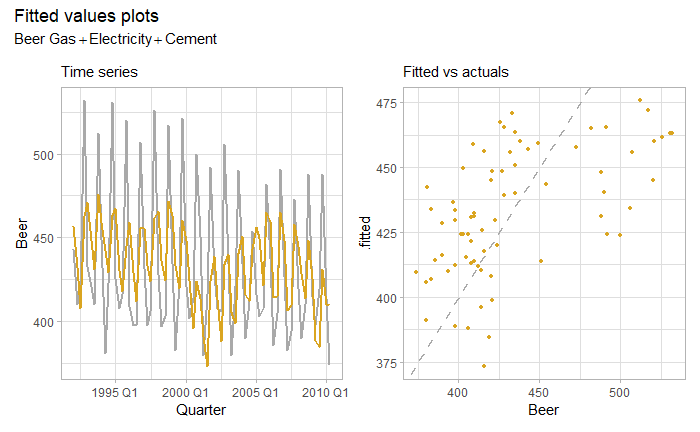 Fitted values plots
Beer Gas + Electricity + Cement
Time series
Beer
500
450
400
1995 Q1 2000 Q1 2005 Q1 2010 Q1
Quarter
Fitted vs actuals
.fitted
475
450
425
400
375
400 450 500
Beer